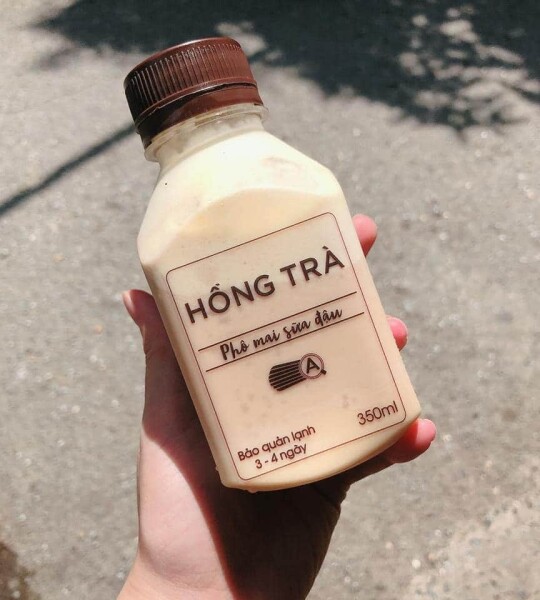 HỒNG TRÀ
Phô mai sữa đậu
A
350ml
Bảo quản lạnh
3 - 4 ngày